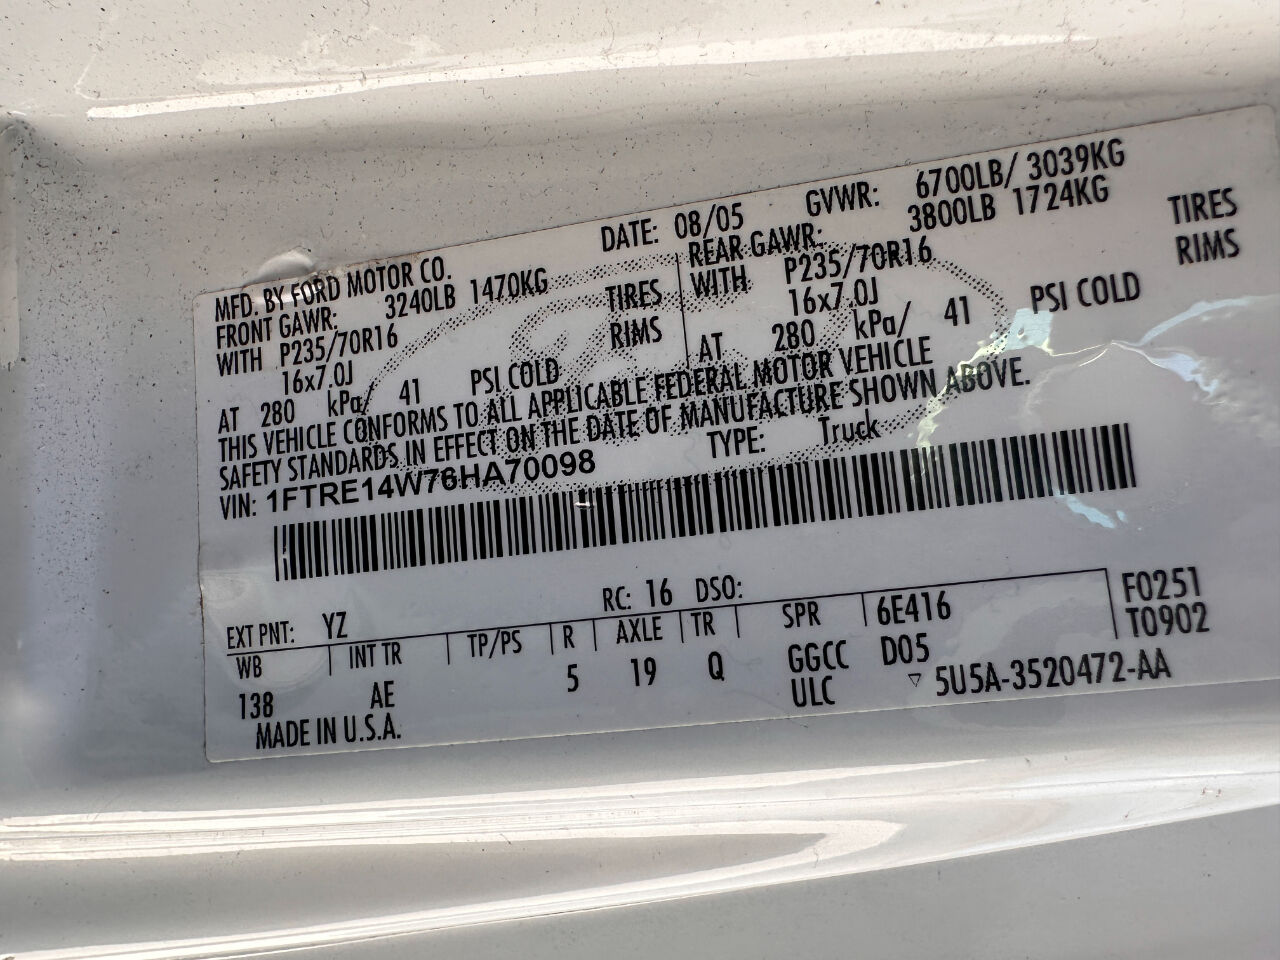 MFD. BY FORD MOTOR CO. DATE: 08/05 GVWR: 6700LB/ 3039KG
FRONT GAWR: 3240LB 1470KG REAR GAWR: 3800LB 1724KG
WITH P235/70R16 TIRES WITH P235/70R16 TIRES
16x7.0J RIMS 16x7.0J RIMS
AT 280 kPa/ 41 PSI COLD AT 280 kPa/ 41 PSI COLD
THIS VEHICLE CONFORMS TO ALL APPLICABLE FEDERAL MOTOR VEHICLE
SAFETY STANDARDS IN EFFECT ON THE DATE OF MANUFACTURE SHOWN ABOVE.
VIN: 1FTRE14W76HA70098 TYPE: Truck
EXT PNT: YZ RC: 16 DSO: F0251
WB INT TR TP/PS R AXLE TR SPR 6E416 T0902
138 AE 5 19 Q GGCC D05
MADE IN U.S.A. ULC 5U5A-3520472-AA